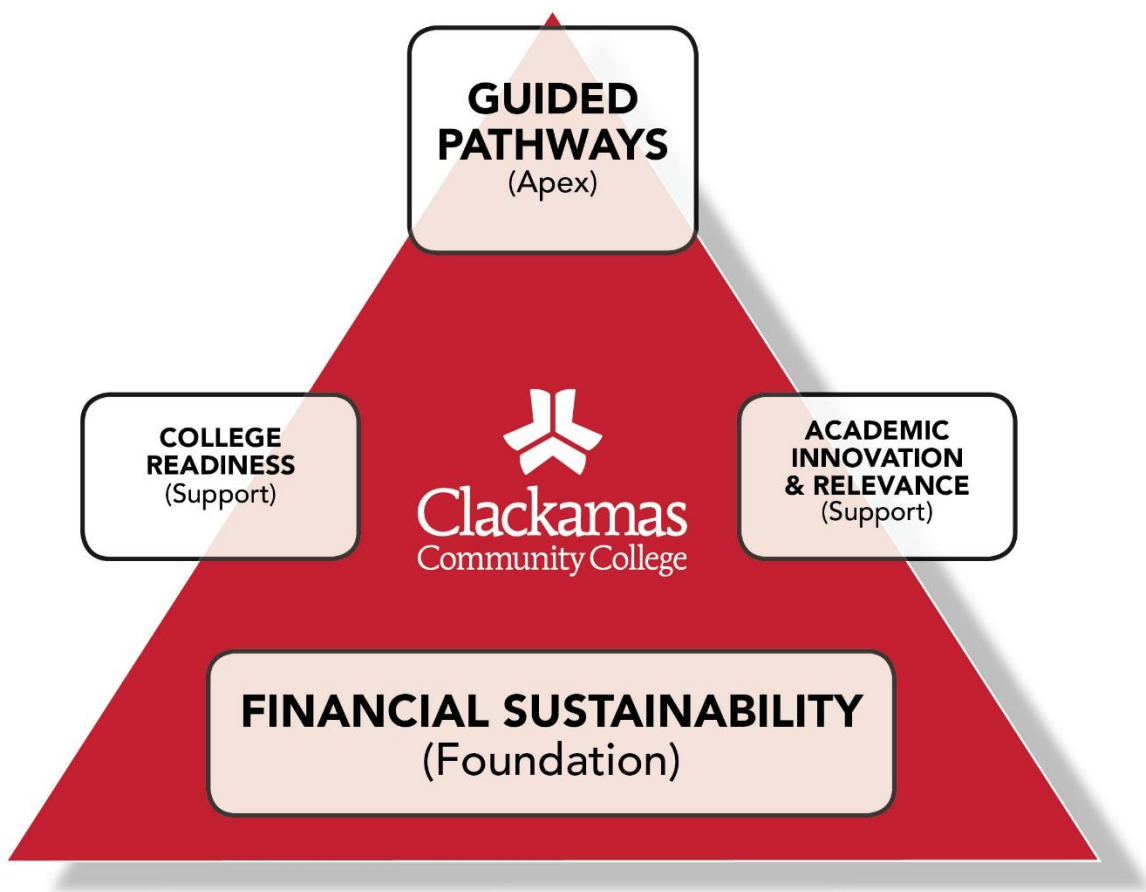 GUIDED
PATHWAYS
(Apex)
COLLEGE
READINESS
(Support)
ACADEMIC
INNOVATION
& RELEVANCE
(Support)
Clackamas
Community College
FINANCIAL SUSTAINABILITY
(Foundation)